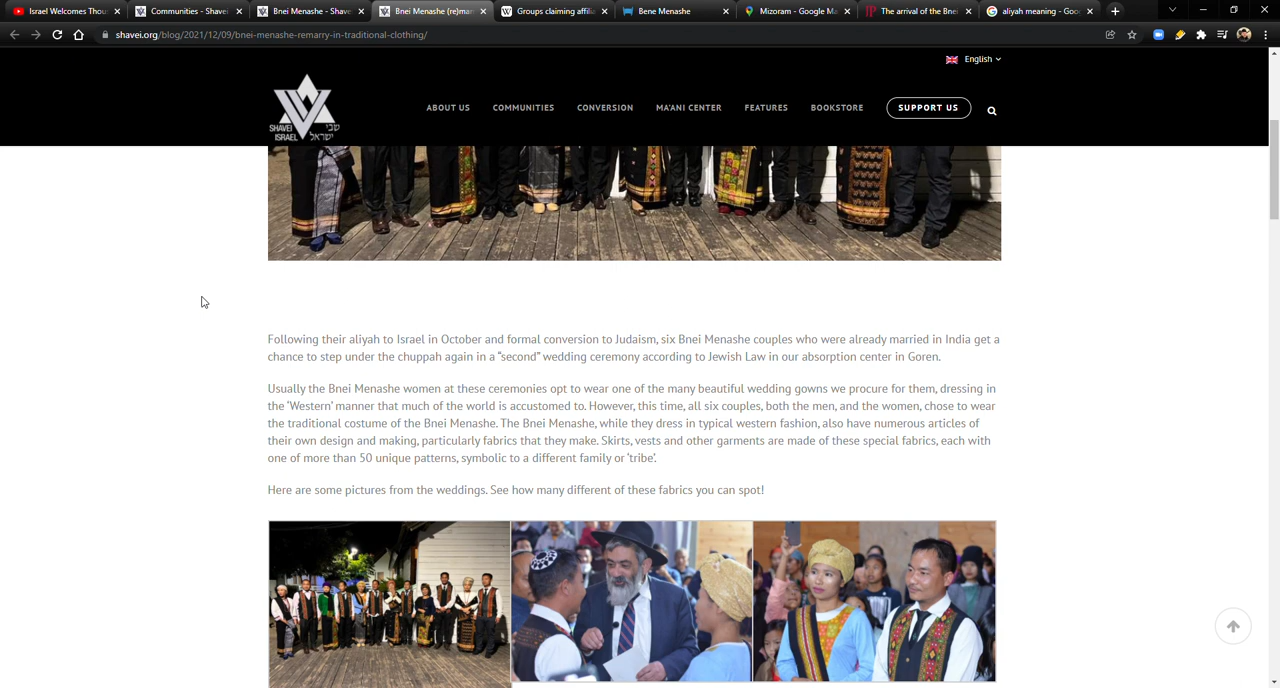 Israel Welcomes Thou
Communities - Shavei
Bnei Menashe - Shave
Bnei Menashe (re)mar
Groups claiming affilia
Bene Menashe
Mizoram - Google Ma
The arrival of the Bnei
aliyah meaning - Goo
shavei.org/blog/2021/12/09/bnei-menashe-remarry-in-traditional-clothing/
English
SHAVEI
ISRAEL
שבי
ישראל
ABOUT US
COMMUNITIES
CONVERSION
MA'ANI CENTER
FEATURES
BOOKSTORE
SUPPORT US
Following their aliyah to Israel in October and formal conversion to Judaism, six Bnei Menashe couples who were already married in India get a
chance to step under the chuppah again in a “second” wedding ceremony according to Jewish Law in our absorption center in Goren.
Usually the Bnei Menashe women at these ceremonies opt to wear one of the many beautiful wedding gowns we procure for them, dressing in
the ‘Western’ manner that much of the world is accustomed to. However, this time, all six couples, both the men, and the women, chose to wear
the traditional costume of the Bnei Menashe. The Bnei Menashe, while they dress in typical western fashion, also have numerous articles of
their own design and making, particularly fabrics that they make. Skirts, vests and other garments are made of these special fabrics, each with
one of more than 50 unique patterns, symbolic to a different family or ‘tribe’.
Here are some pictures from the weddings. See how many different of these fabrics you can spot!